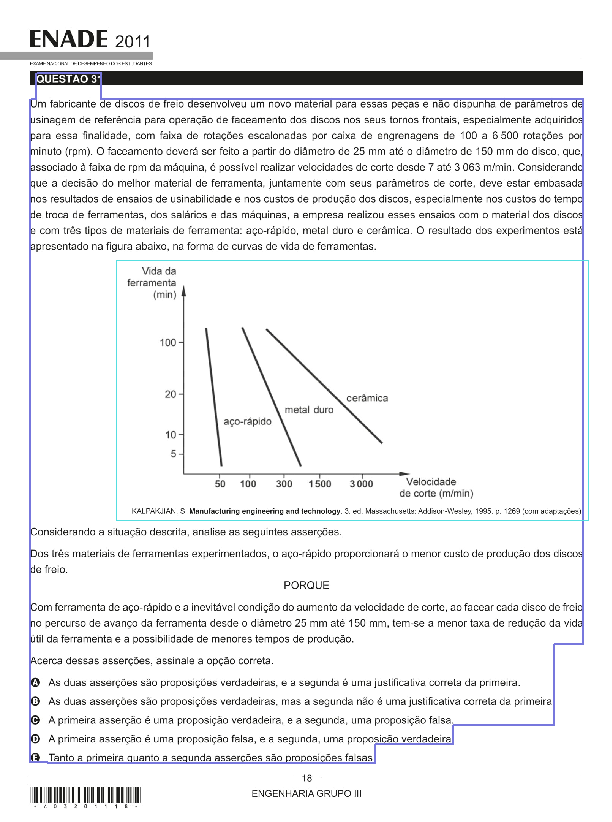 ENADE 2011
EXAME NACIONAL DE DESEMPENHO DOS ESTUDANTES
QUESTÃO 31
Um fabricante de discos de freio desenvolveu um novo material para essas peças e não dispunha de parâmetros de
usinagem de referência para operação de faceamento dos discos nos seus tornos frontais, especialmente adquiridos
para essa finalidade, com faixa de rotações escalonadas por caixa de engrenagens de 100 a 6 500 rotações por
minuto (rpm). O faceamento deverá ser feito a partir do diâmetro de 25 mm até o diâmetro de 150 mm do disco, que,
associado à faixa de rpm da máquina, é possível realizar velocidades de corte desde 7 até 3 063 m/min. Considerando
que a decisão do melhor material de ferramenta, juntamente com seus parâmetros de corte, deve estar embasada
nos resultados de ensaios de usinabilidade e nos custos de produção dos discos, especialmente nos custos do tempo
de troca de ferramentas, dos salários e das máquinas, a empresa realizou esses ensaios com o material dos discos
e com três tipos de materiais de ferramenta: aço-rápido, metal duro e cerâmica. O resultado dos experimentos está
apresentado na figura abaixo, na forma de curvas de vida de ferramentas.
Vida da
ferramenta
(min)
100
20
10
5
aço-rápido
metal duro
cerâmica
50 100 300 1 500 3 000
Velocidade
de corte (m/min)
KALPAKJIAN, S. Manufacturing engineering and technology. 3. ed. Massachusetts: Addison-Wesley, 1995, p. 1269 (com adaptações).
Considerando a situação descrita, analise as seguintes asserções.
Dos três materiais de ferramentas experimentados, o aço-rápido proporcionará o menor custo de produção dos discos
de freio.
PORQUE
Com ferramenta de aço-rápido e a inevitável condição do aumento da velocidade de corte, ao facear cada disco de freio
no percurso de avanço da ferramenta desde o diâmetro 25 mm até 150 mm, tem-se a menor taxa de redução da vida
útil da ferramenta e a possibilidade de menores tempos de produção.
Acerca dessas asserções, assinale a opção correta.
A As duas asserções são proposições verdadeiras, e a segunda é uma justificativa correta da primeira.
B As duas asserções são proposições verdadeiras, mas a segunda não é uma justificativa correta da primeira.
C A primeira asserção é uma proposição verdadeira, e a segunda, uma proposição falsa.
D A primeira asserção é uma proposição falsa, e a segunda, uma proposição verdadeira.
E Tanto a primeira quanto a segunda asserções são proposições falsas.
18
ENGENHARIA GRUPO III